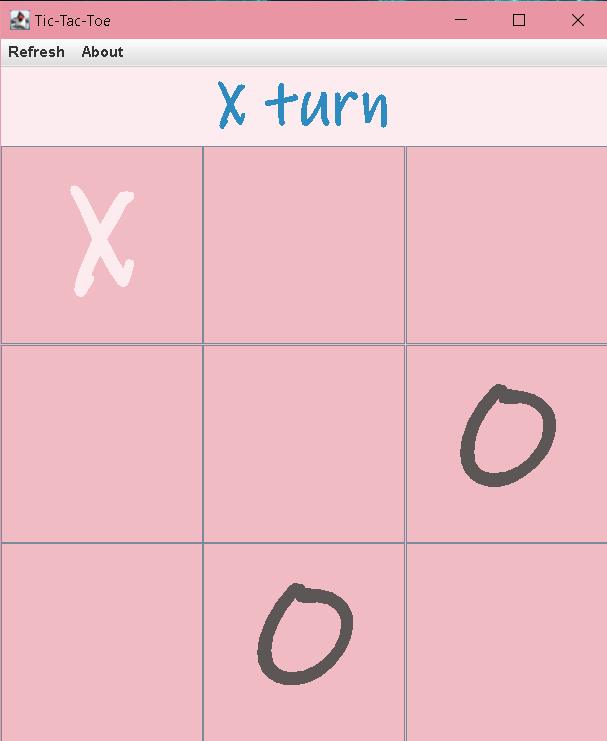 Tic-Tac-Toe
Refresh About
X turn
X
O
O